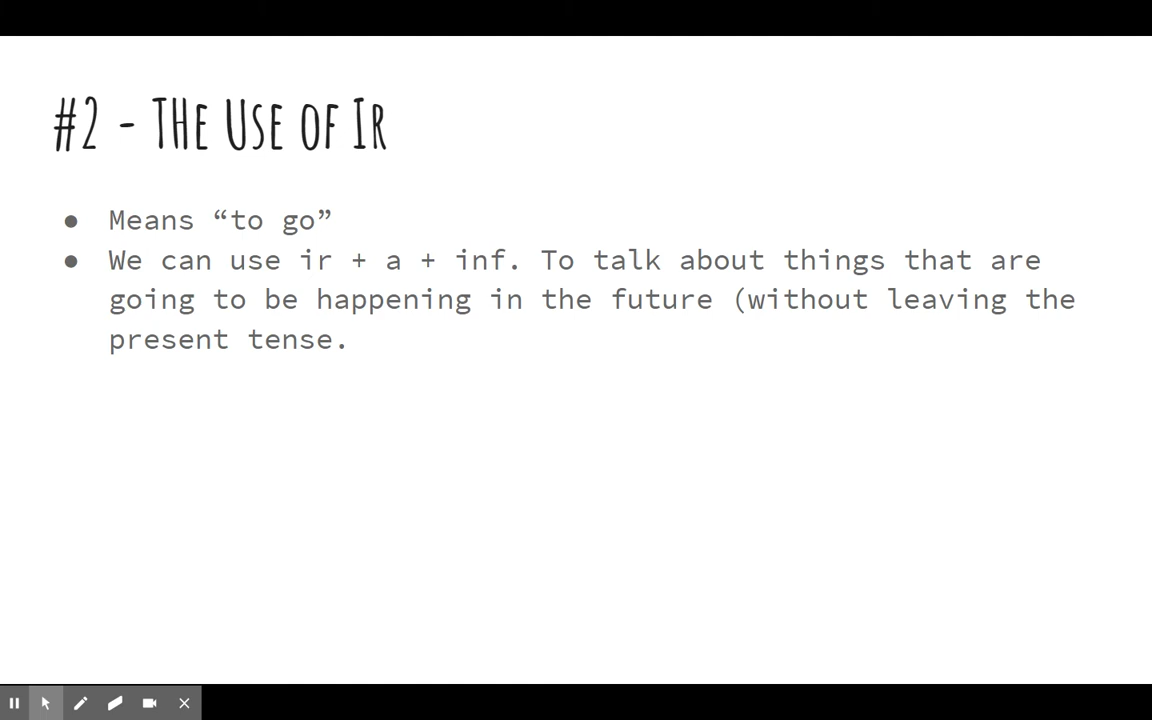 #2 - The Use of Ir
● Means “to go”
● We can use ir + a + inf. To talk about things that are
going to be happening in the future (without leaving the
present tense.